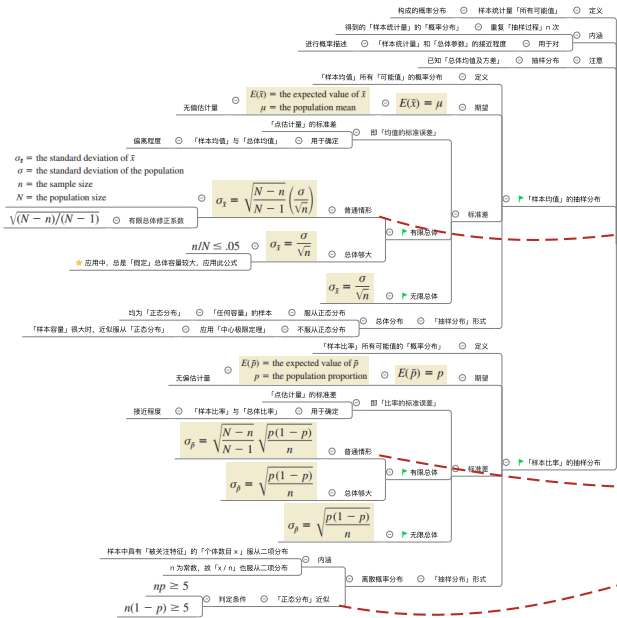 构成的概率分布 样本统计量「所有可能值」 定义
得到的「样本统计量」的「概率分布」 重复「抽样过程」n 次
内涵
进行概率描述 「样本统计量」和「总体参数」的接近程度 用于对
已知「总体均值及方差」 抽样分布 注意
「样本均值」所有「可能值」的概率分布 定义
E(x̄) = the expected value of x̄
μ = the population mean
无偏估计量 E(x̄) = μ 期望
「点估计量」的标准差
即「均值的标准误差」
偏离程度 「样本均值」与「总体均值」 用于确定
σx̄ = the standard deviation of x̄
σ = the standard deviation of the population
n = the sample size
N = the population size
σx̄ = √((N − n)/(N − 1)) (σ/√n)
「样本均值」的抽样分布
普通情形
标准差
√(N − n)/(N − 1) 有限总体修正系数
有限总体
n/N ≤ .05 σx̄ = σ/√n 总体够大
应用中，总是「假定」总体容量较大，应用此公式
σx̄ = σ/√n 无限总体
均为「正态分布」 「任何容量」的样本 服从正态分布
总体分布 「抽样分布」形式
「样本容量」很大时，近似服从「正态分布」 应用「中心极限定理」 不服从正态分布
「样本比率」所有可能值的「概率分布」 定义
E(p̄) = the expected value of p̄
p = the population proportion
无偏估计量 E(p̄) = p 期望
「点估计量」的标准差
即「比率的标准误差」
接近程度 「样本比率」与「总体比率」 用于确定
σp̄ = √((N − n)/(N − 1)) √(p(1 − p)/n) 普通情形
「样本比率」的抽样分布
有限总体 标准差
σp̄ = √(p(1 − p)/n) 总体够大
σp̄ = √(p(1 − p)/n) 无限总体
样本中具有「被关注特征」的「个体数目 x 」服从二项分布
内涵
n 为常数，故「x / n」也服从二项分布
离散概率分布 「抽样分布」形式
np ≥ 5
判定条件 「正态分布」近似
n(1 − p) ≥ 5